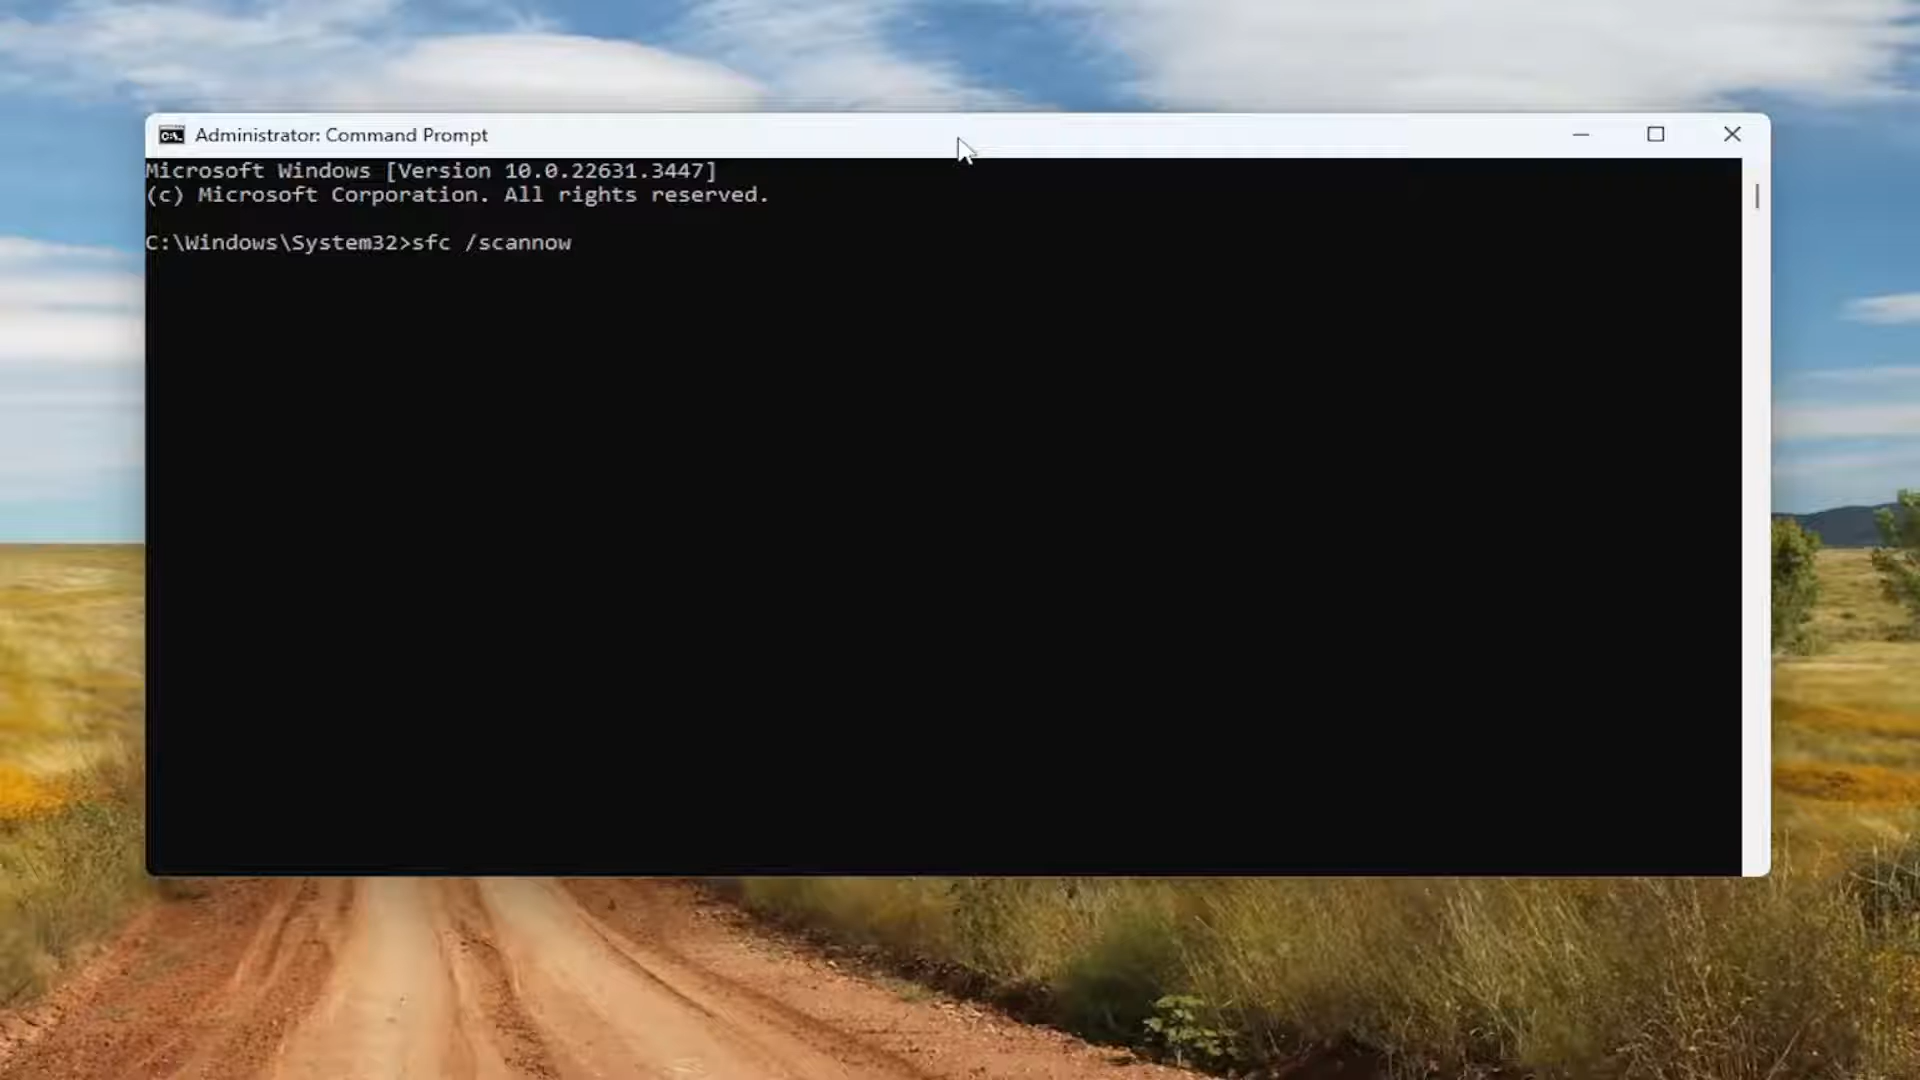 Administrator: Command Prompt
Microsoft Windows [Version 10.0.22631.3447]
(c) Microsoft Corporation. All rights reserved.
C:\Windows\System32>sfc /scannow